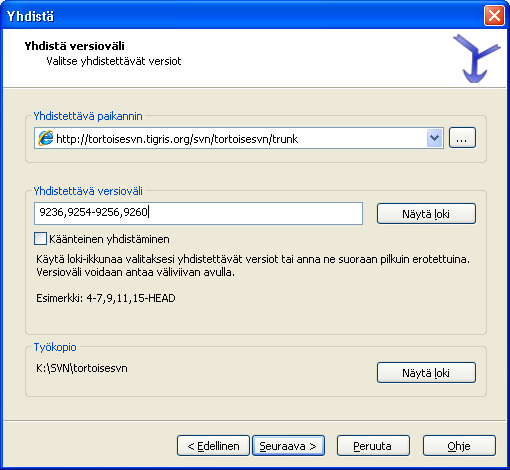 Yhdistä
Yhdistä versioväli
Valitse yhdistettävät versiot
Yhdistettävä paikannin
http://tortoisesvn.tigris.org/svn/tortoisesvn/trunk
...
Yhdistettävä versioväli
9236,9254-9256,9260
Näytä loki
Käänteinen yhdistäminen
Käytä loki-ikkunaa valitaksesi yhdistettävät versiot tai anna ne suoraan pilkuin erotettuina.
Versioväli voidaan antaa väliviivan avulla.
Esimerkki: 4-7,9,11,15-HEAD
Työkopio
K:\SVN\tortoisesvn
Näytä loki
< Edellinen
Seuraava >
Peruuta
Ohje